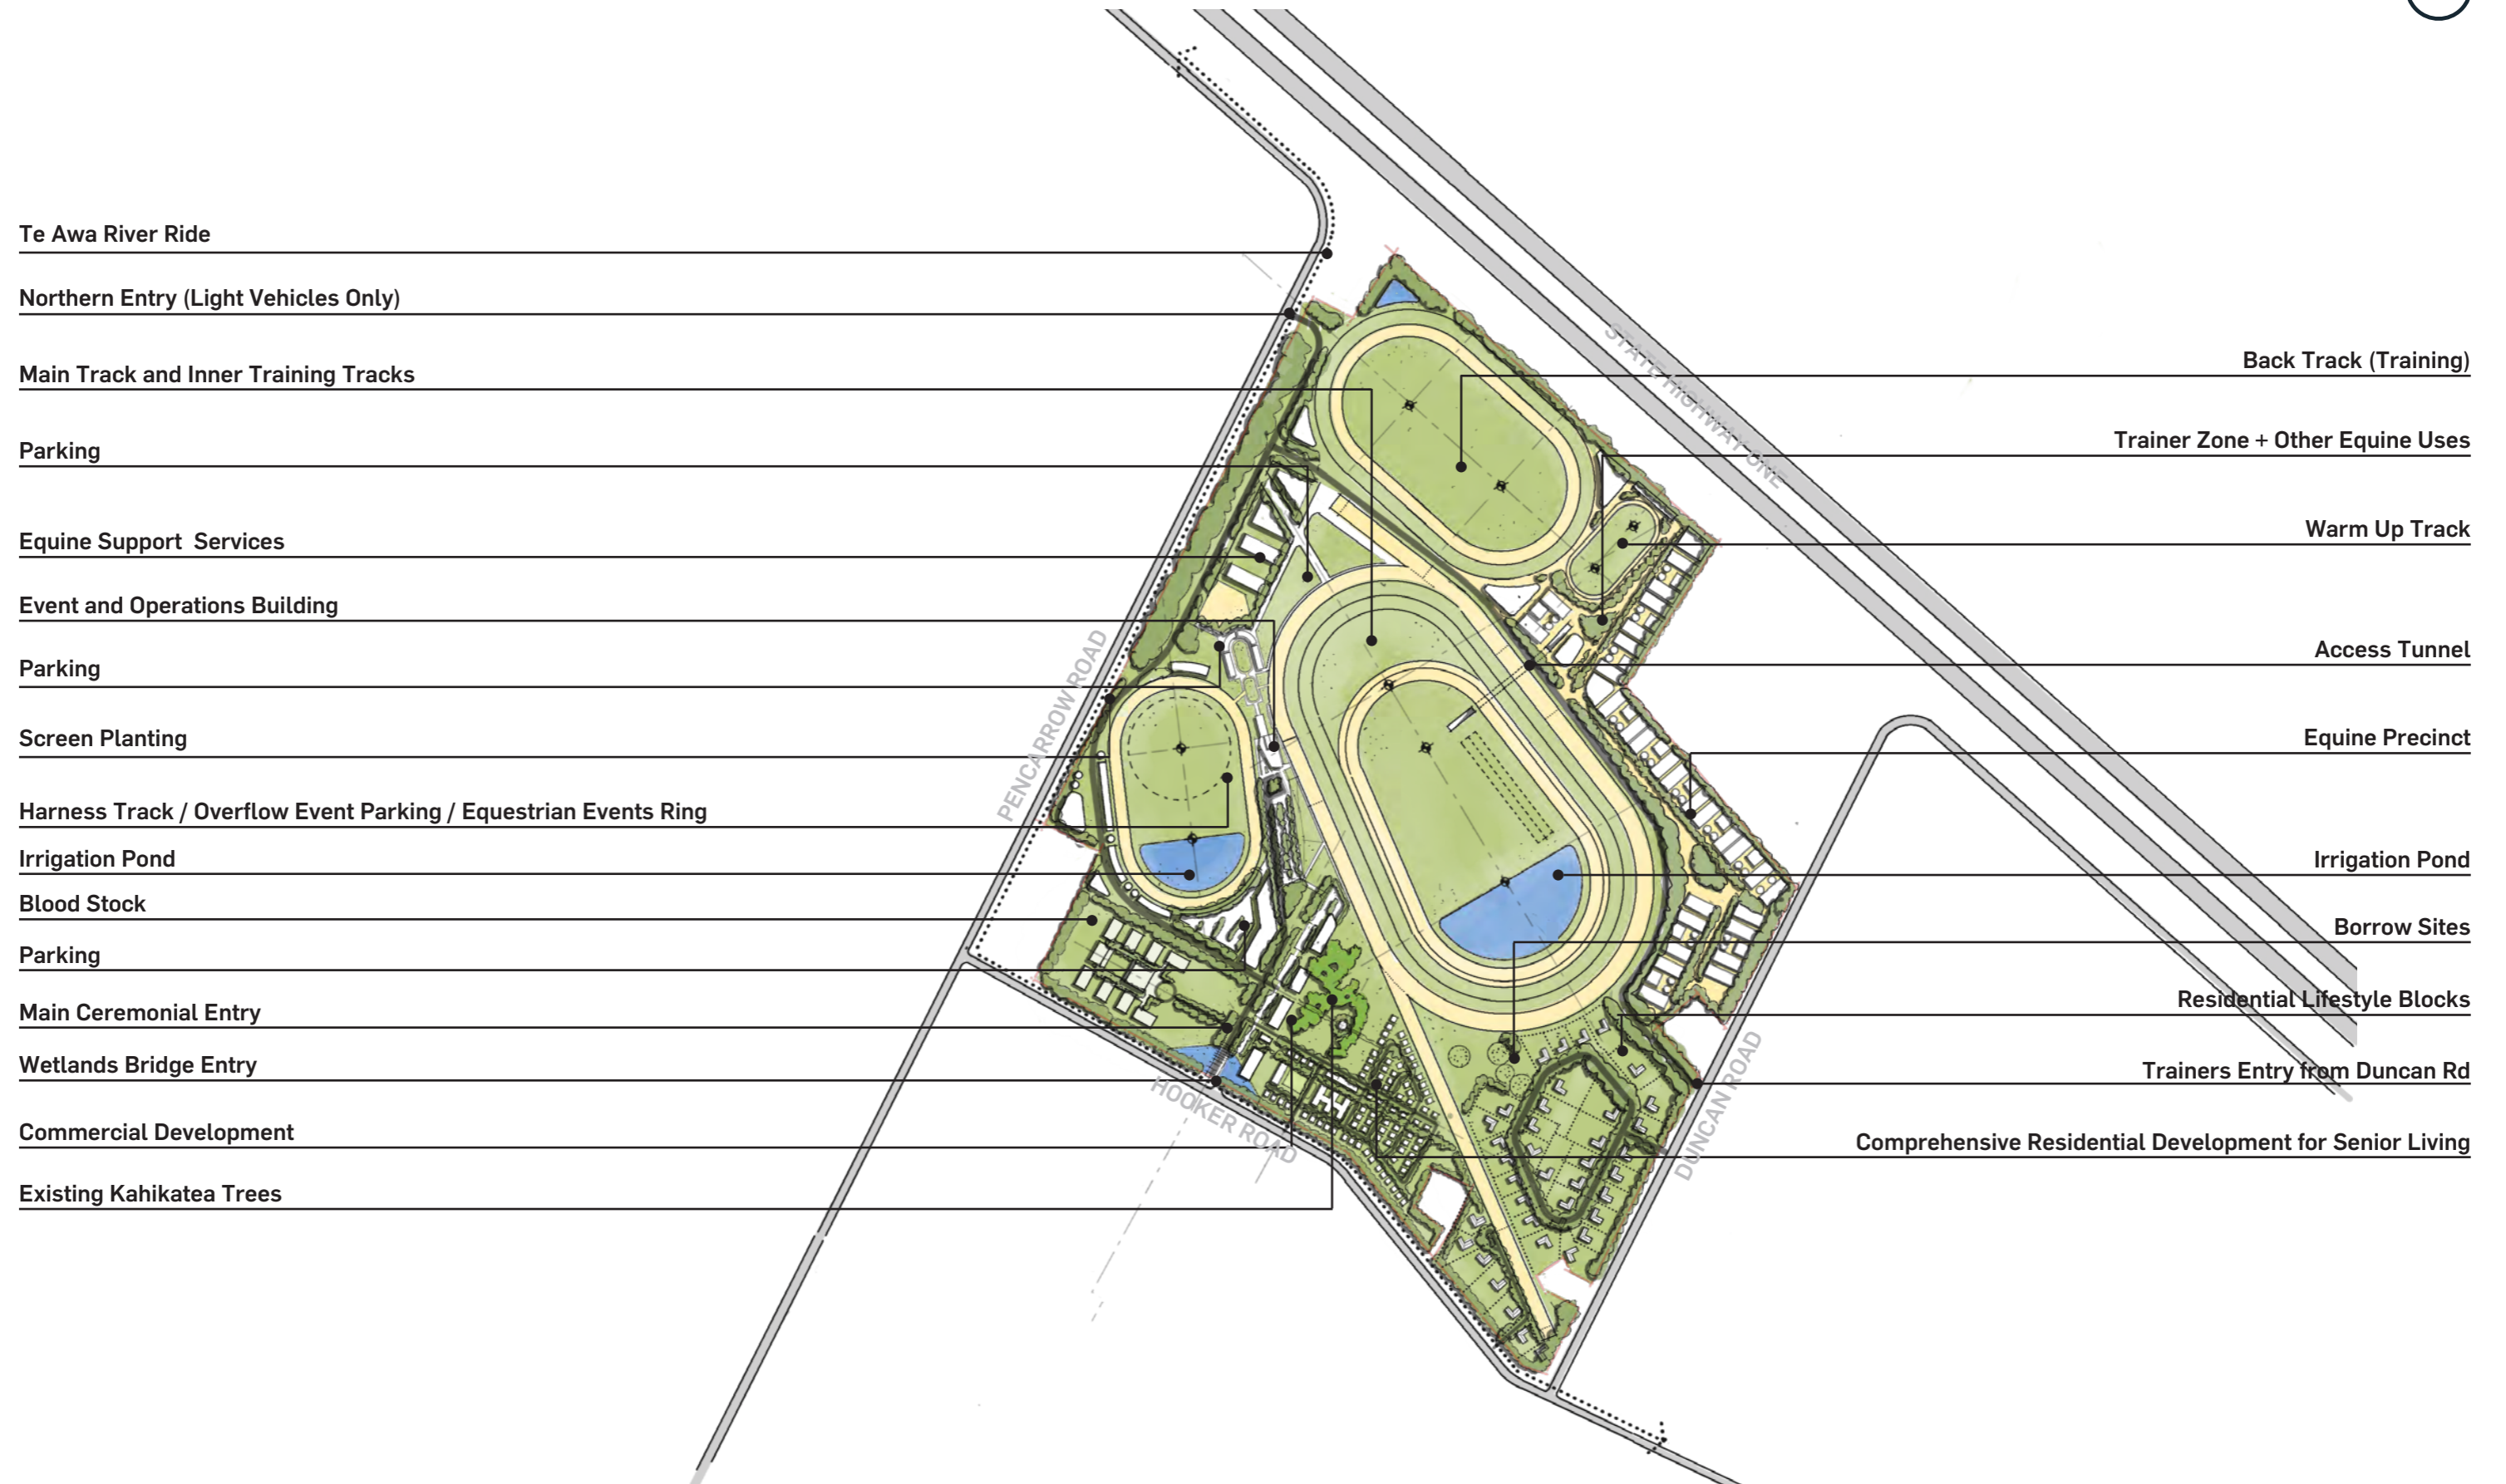 Te Awa River Ride
Northern Entry (Light Vehicles Only)
Main Track and Inner Training Tracks
Parking
Equine Support  Services
Event and Operations Building
Parking
Screen Planting
Harness Track / Overflow Event Parking / Equestrian Events Ring
Irrigation Pond
Blood Stock
Parking
Main Ceremonial Entry
Wetlands Bridge Entry
Commercial Development
Existing Kahikatea Trees
PENCARROW ROAD
HOOKER ROAD
STATE HIGHWAY ONE
DUNCAN ROAD
Back Track (Training)
Trainer Zone + Other Equine Uses
Warm Up Track
Access Tunnel
Equine Precinct
Irrigation Pond
Borrow Sites
Residential Lifestyle Blocks
Trainers Entry from Duncan Rd
Comprehensive Residential Development for Senior Living